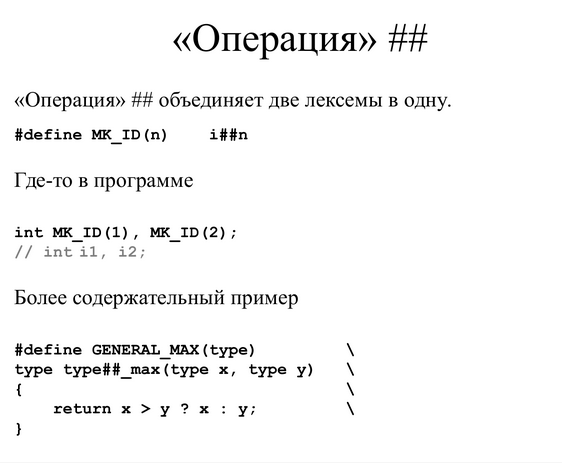 «Операция» ##
«Операция» ## объединяет две лексемы в одну.
#define MK_ID(n)    i##n
Где-то в программе
int MK_ID(1), MK_ID(2);
// int i1, i2;
Более содержательный пример
#define GENERAL_MAX(type)         \
type type##_max(type x, type y)   \
{                                 \
    return x > y ? x : y;         \
}